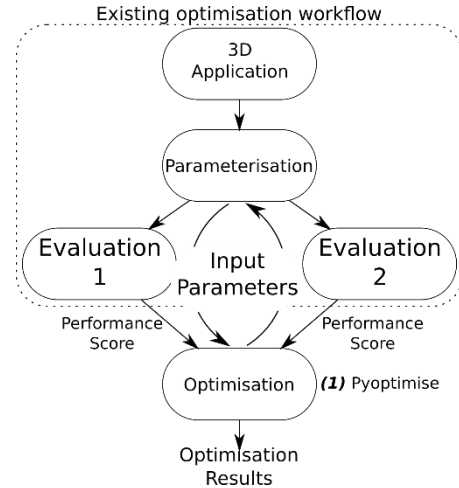 Existing optimisation workflow
3D
Application
Parameterisation
Evaluation
1
Input
Parameters
Evaluation
2
Performance
Score
Performance
Score
Optimisation
(1) Pyoptimise
Optimisation
Results